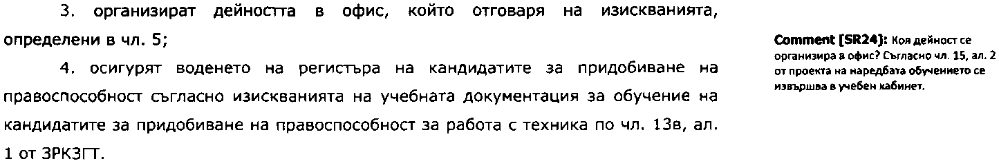 3. организират дейността в офис, който отговаря на изискванията,
определени в чл. 5;
4. осигурят воденето на регистъра на кандидатите за придобиване на
правоспособност съгласно изискванията на учебната документация за обучение на
кандидатите за придобиване на правоспособност за работа с техника по чл. 13в, ал.
1 от ЗРКЗГТ.
Comment [SR24]: Коя дейност се
организира в офис? Съгласно чл. 15, ал. 2
от проекта на наредбата обучението се
извършва в учебен кабинет.